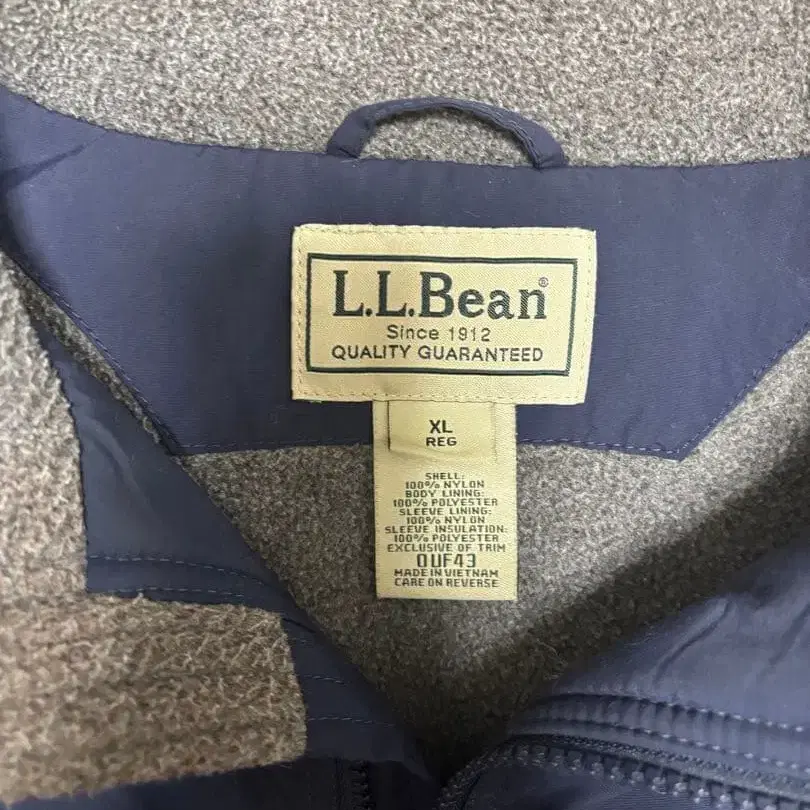 L.L.Bean®
Since 1912
QUALITY GUARANTEED
XL
REG
SHELL:
100% NYLON
BODY LINING:
100% POLYESTER
SLEEVE LINING:
100% NYLON
SLEEVE INSULATION:
100% POLYESTER
EXCLUSIVE OF TRIM
0UF43
MADE IN VIETNAM
CARE ON REVERSE